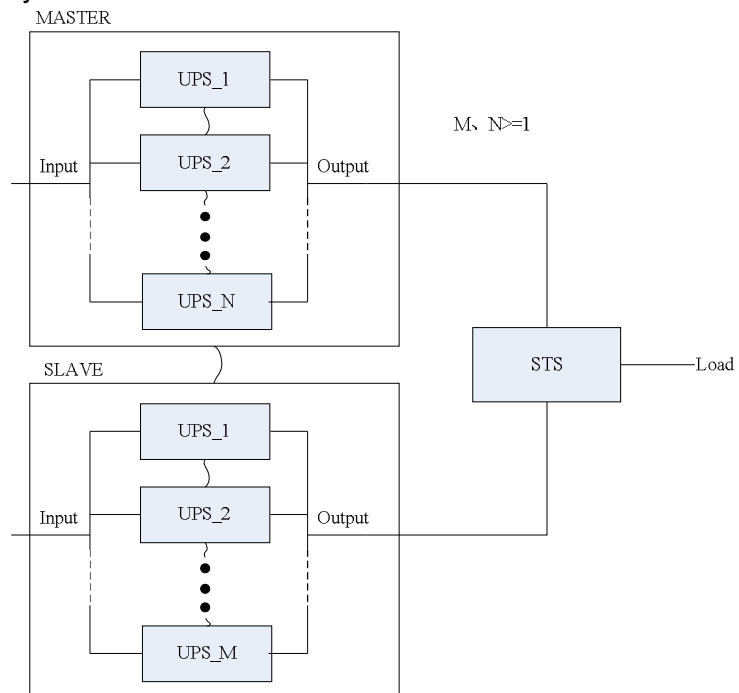 MASTER
UPS_1
M、N>=1
UPS_2
Input
Output
UPS_N
STS
Load
SLAVE
UPS_1
UPS_2
Input
Output
UPS_M